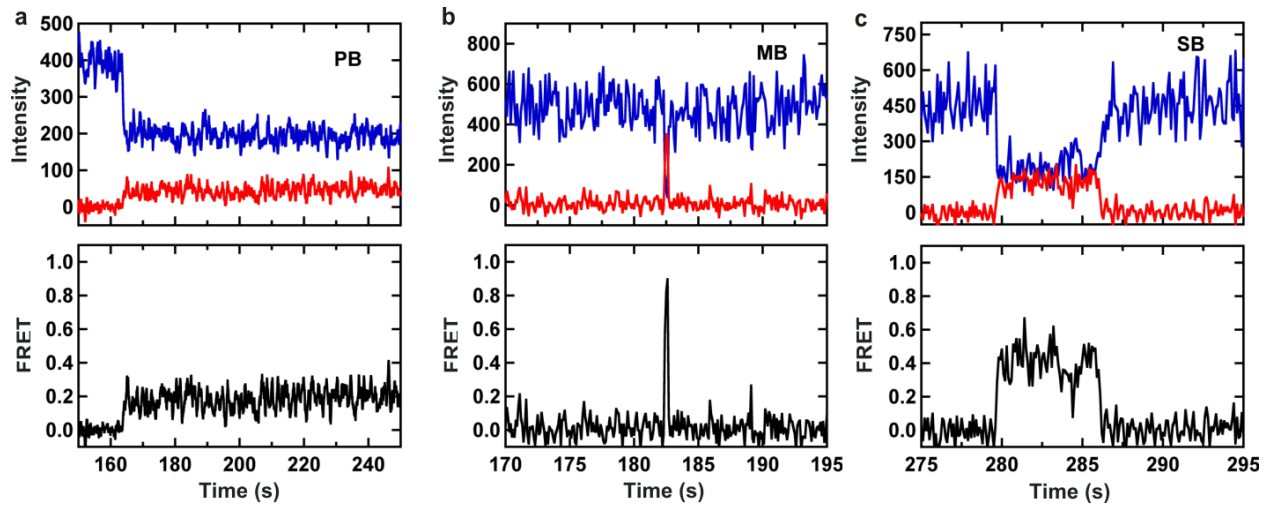 a
PB
500
400
300
200
100
0
Intensity
1.0
0.8
0.6
0.4
0.2
0.0
FRET
160 180 200 220 240
Time (s)
b
MB
800
600
400
200
0
Intensity
1.0
0.8
0.6
0.4
0.2
0.0
FRET
170 175 180 185 190 195
Time (s)
c
SB
750
600
450
300
150
0
Intensity
1.0
0.8
0.6
0.4
0.2
0.0
FRET
275 280 285 290 295
Time (s)